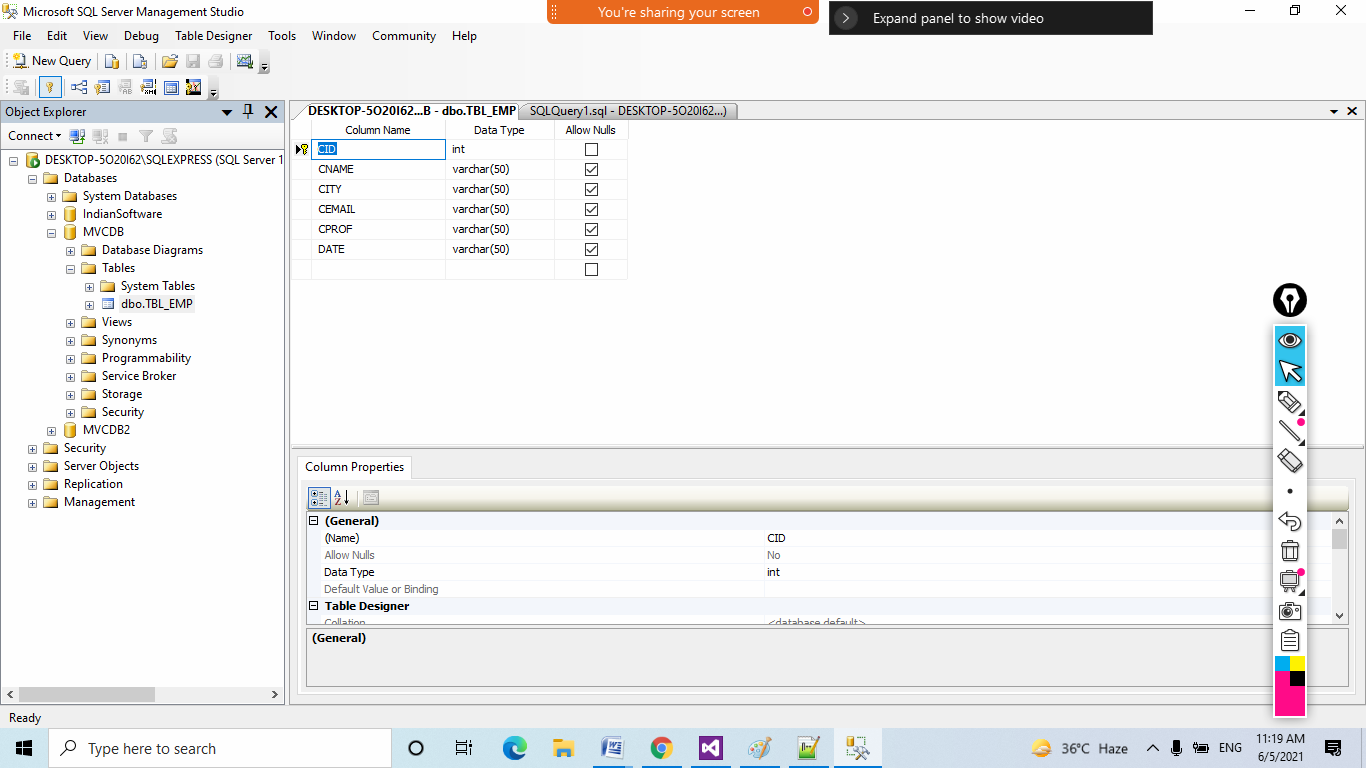 Microsoft SQL Server Management Studio
You're sharing your screen
Expand panel to show video
File Edit View Debug Table Designer Tools Window Community Help
New Query
Object Explorer
Connect
DESKTOP-5O20I62\SQLEXPRESS (SQL Server 1
Databases
System Databases
IndianSoftware
MVCDB
Database Diagrams
Tables
System Tables
dbo.TBL_EMP
Views
Synonyms
Programmability
Service Broker
Storage
Security
MVCDB2
Security
Server Objects
Replication
Management
DESKTOP-5O20I62...B - dbo.TBL_EMP SQLQuery1.sql - DESKTOP-5O20I62...)
Column Name Data Type Allow Nulls
CID int
CNAME varchar(50)
CITY varchar(50)
CEMAIL varchar(50)
CPROF varchar(50)
DATE varchar(50)
Column Properties
(General)
(Name) CID
Allow Nulls No
Data Type int
Default Value or Binding
Table Designer
Collation <database default>
(General)
Ready
Type here to search
36°C Haze
ENG
11:19 AM
6/5/2021